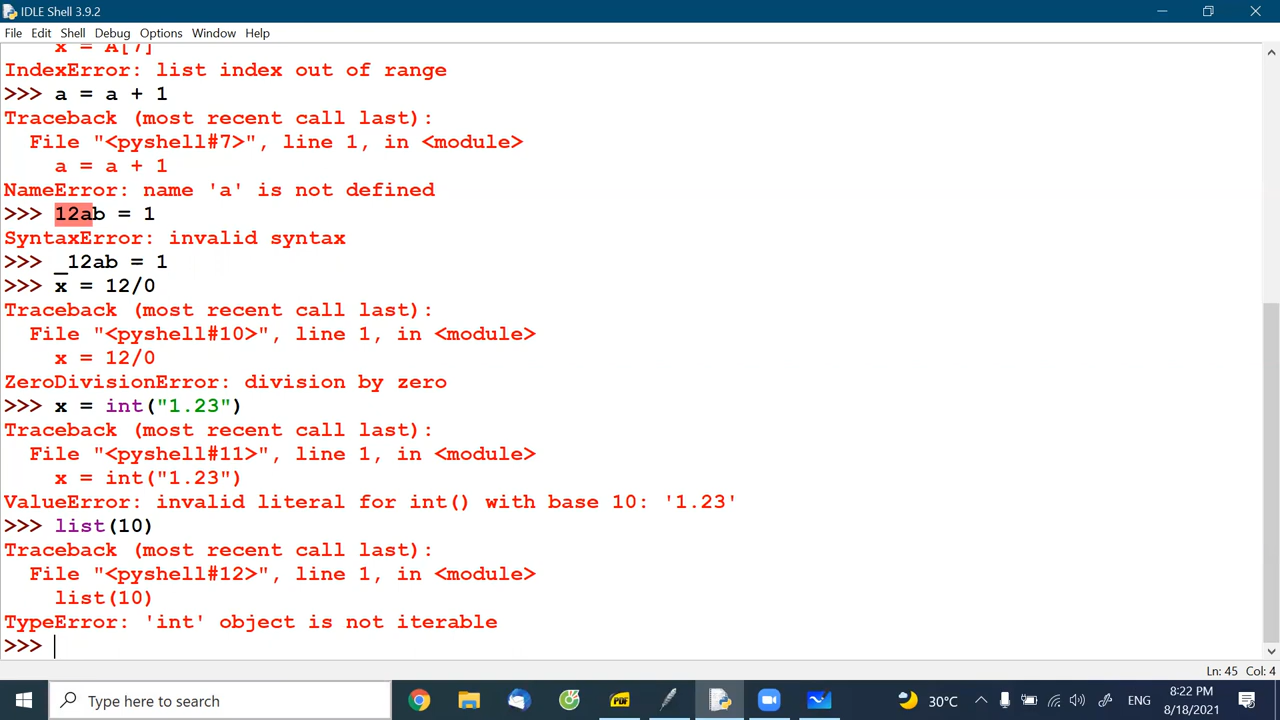 IDLE Shell 3.9.2
File Edit Shell Debug Options Window Help
x = A[7]
IndexError: list index out of range
>>> a = a + 1
Traceback (most recent call last):
  File "<pyshell#7>", line 1, in <module>
    a = a + 1
NameError: name 'a' is not defined
>>> 12ab = 1
SyntaxError: invalid syntax
>>> _12ab = 1
>>> x = 12/0
Traceback (most recent call last):
  File "<pyshell#10>", line 1, in <module>
    x = 12/0
ZeroDivisionError: division by zero
>>> x = int("1.23")
Traceback (most recent call last):
  File "<pyshell#11>", line 1, in <module>
    x = int("1.23")
ValueError: invalid literal for int() with base 10: '1.23'
>>> list(10)
Traceback (most recent call last):
  File "<pyshell#12>", line 1, in <module>
    list(10)
TypeError: 'int' object is not iterable
>>>
Ln: 45 Col: 4
Type here to search
PDF
30°C
ENG
8:22 PM
8/18/2021